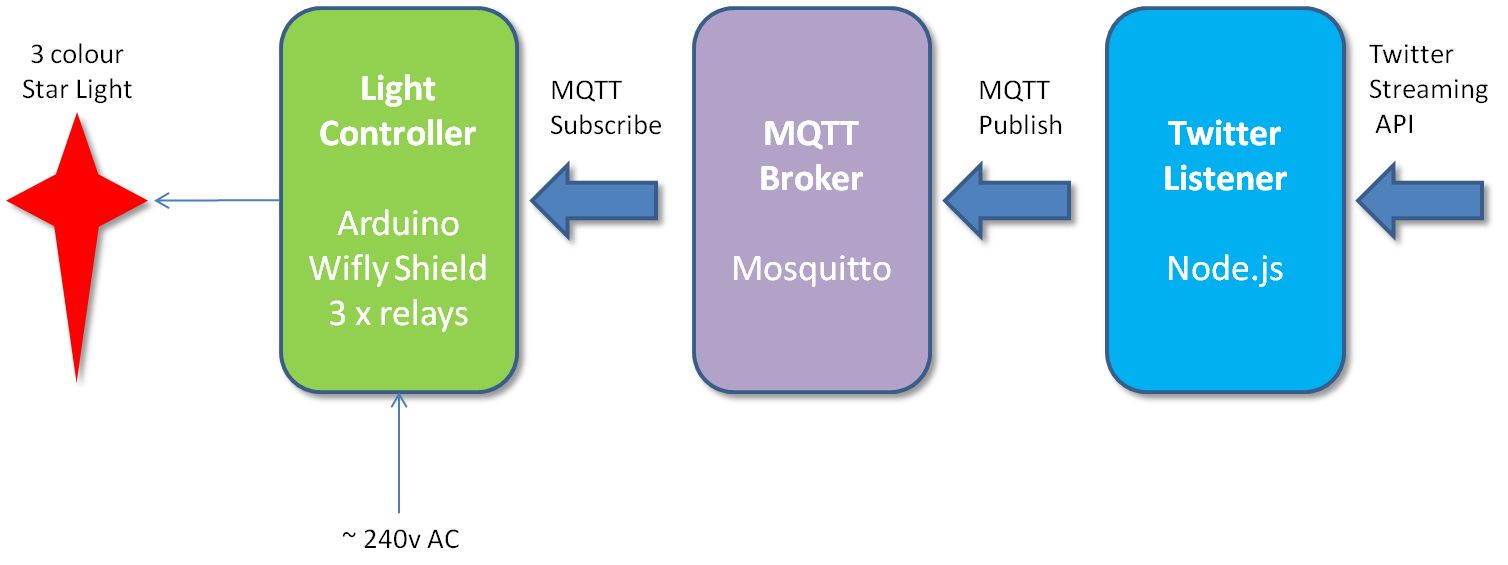 3 colour
Star Light
Light
Controller
Arduino
Wifly Shield
3 x relays
~ 240v AC
MQTT
Subscribe
MQTT
Broker
Mosquitto
MQTT
Publish
Twitter
Listener
Node.js
Twitter
Streaming
API